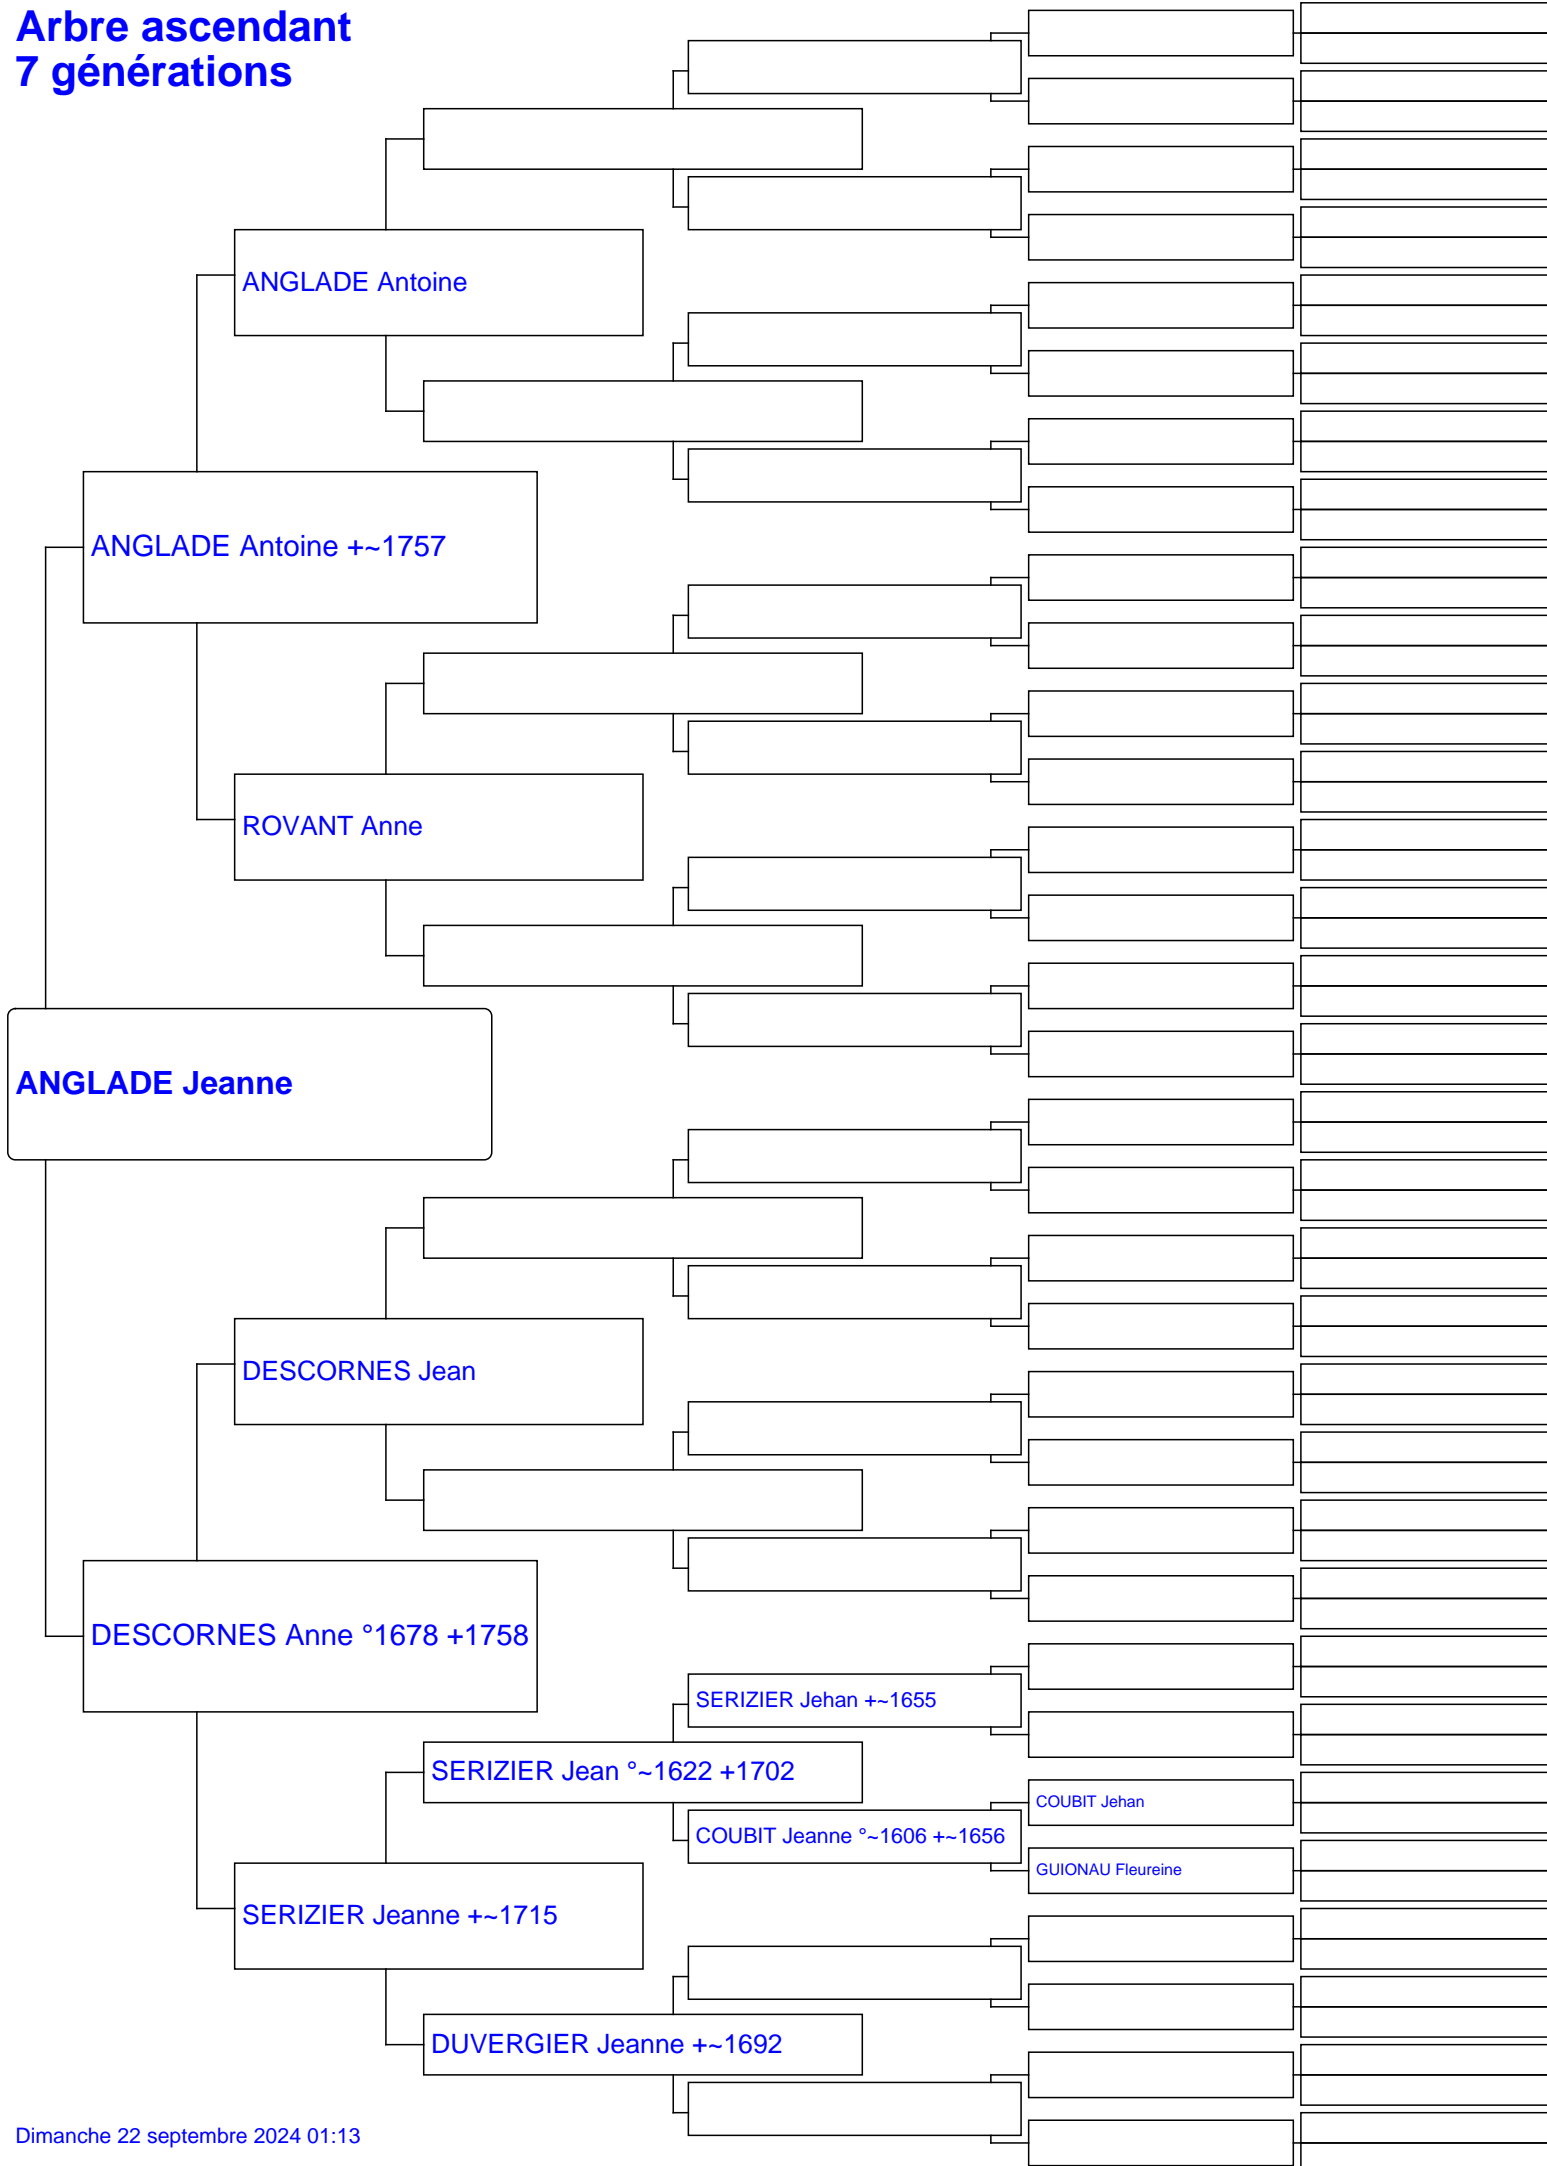 Arbre ascendant
7 générations
ANGLADE Antoine
ANGLADE Antoine +~1757
ROVANT Anne
ANGLADE Jeanne
DESCORNES Jean
DESCORNES Anne °1678 +1758
SERIZIER Jehan +~1655
SERIZIER Jean °~1622 +1702
COUBIT Jehan
COUBIT Jeanne °~1606 +~1656
GUIONAU Fleureine
SERIZIER Jeanne +~1715
DUVERGIER Jeanne +~1692
Dimanche 22 septembre 2024 01:13